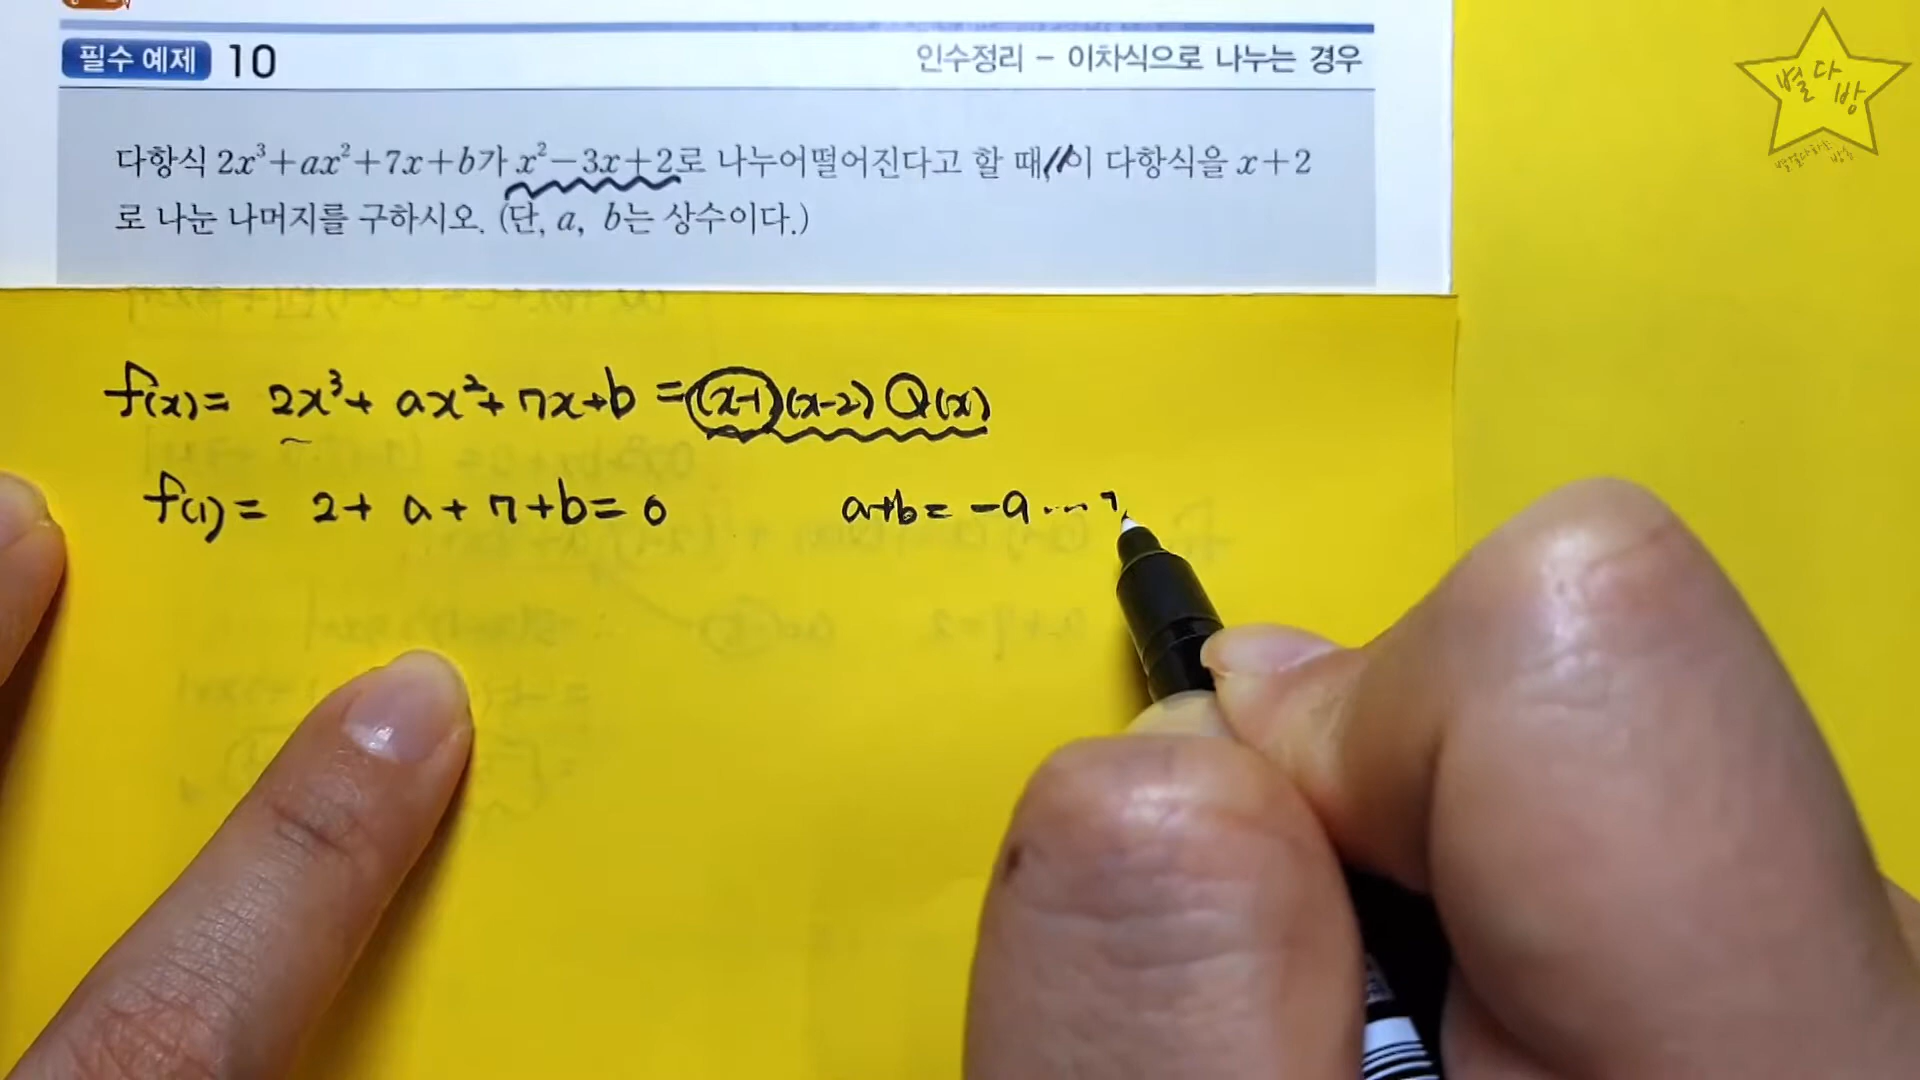 필수 예제 10
인수정리 - 이차식으로 나누는 경우
다항식 2x³+ax²+7x+b가 x²-3x+2로 나누어떨어진다고 할 때, 이 다항식을 x+2
로 나눈 나머지를 구하시오. (단, a, b는 상수이다.)
f(x) = 2x³+ ax²+ 7x+b = (x-1)(x-2) Q(x)
f(1) = 2+ a + 7 + b = 0
a+b = -9 ... ㄱ
별다방